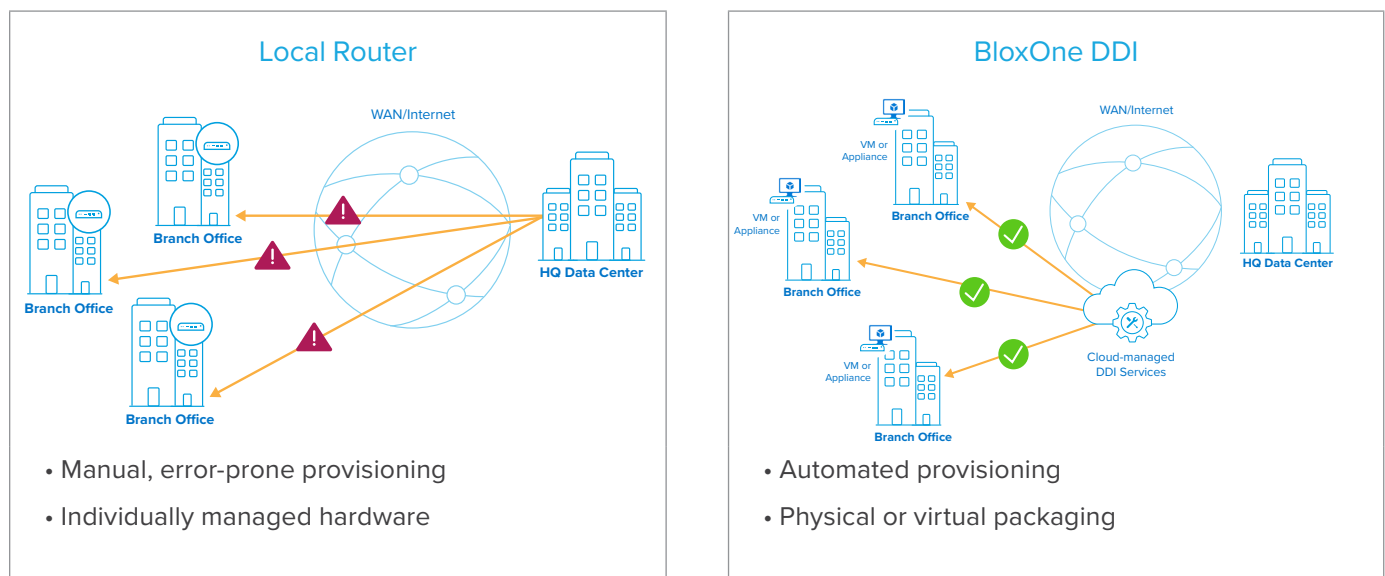 Local Router
WAN/Internet
Branch Office
HQ Data Center
Branch Office
Branch Office
• Manual, error-prone provisioning
• Individually managed hardware
BloxOne DDI
WAN/Internet
VM or
Appliance
Branch Office
VM or
Appliance
HQ Data Center
Branch Office
Cloud-managed
DDI Services
VM or
Appliance
Branch Office
• Automated provisioning
• Physical or virtual packaging